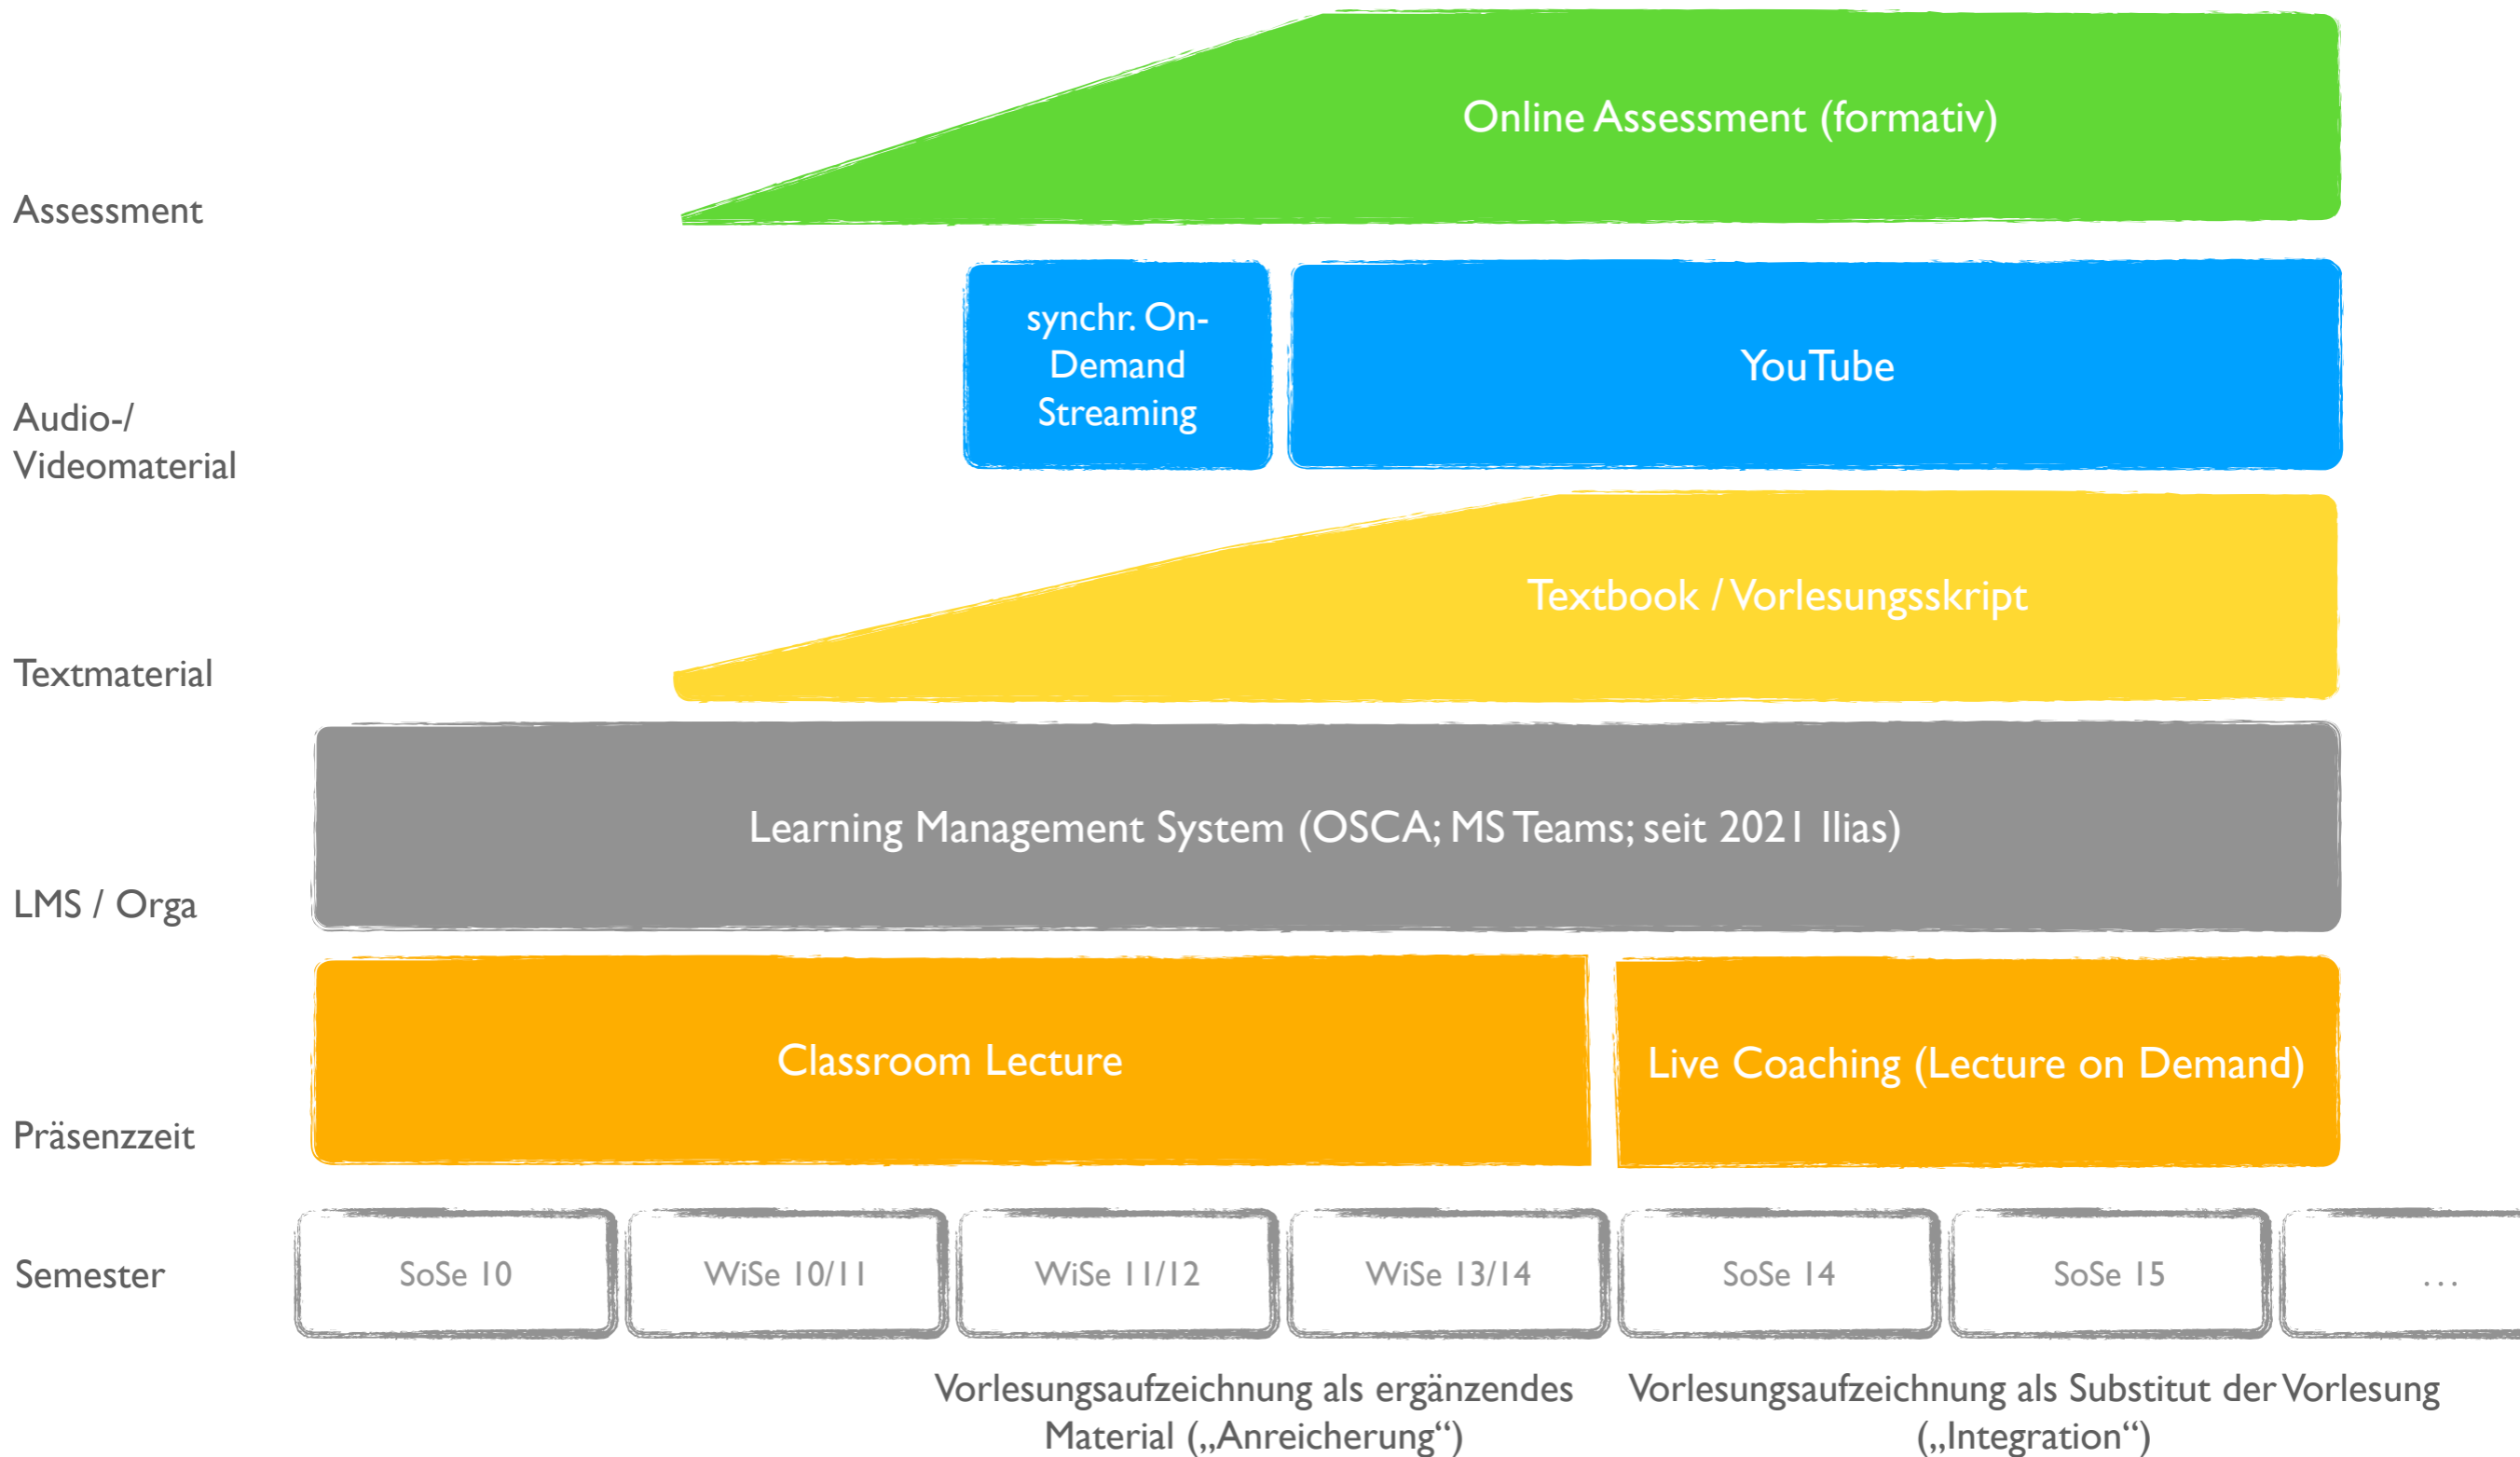 Online Assessment (formativ)
Assessment
synchr. On-
Demand
Streaming
YouTube
Audio-/
Videomaterial
Textbook / Vorlesungsskript
Textmaterial
Learning Management System (OSCA; MS Teams; seit 2021 Ilias)
LMS / Orga
Classroom Lecture
Live Coaching (Lecture on Demand)
Präsenzzeit
Semester
SoSe 10
WiSe 10/11
WiSe 11/12
WiSe 13/14
SoSe 14
SoSe 15
…
Vorlesungsaufzeichnung als ergänzendes
Material („Anreicherung“)
Vorlesungsaufzeichnung als Substitut der Vorlesung
(„Integration“)